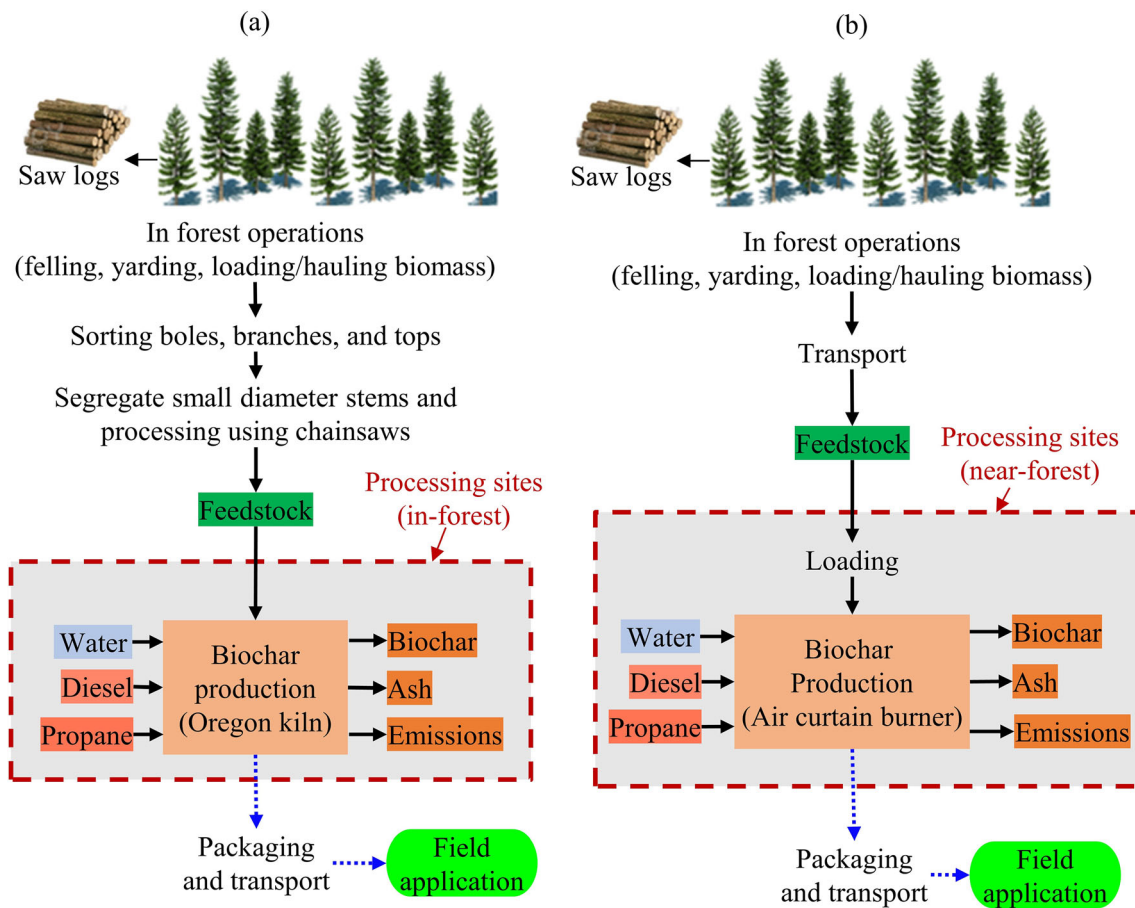 (a)
Saw logs
In forest operations
(felling, yarding, loading/hauling biomass)
Sorting boles, branches, and tops
Segregate small diameter stems and
processing using chainsaws
Feedstock
Processing sites
(in-forest)
Water
Diesel
Propane
Biochar
production
(Oregon kiln)
Biochar
Ash
Emissions
Packaging
and transport
Field
application
(b)
Saw logs
In forest operations
(felling, yarding, loading/hauling biomass)
Transport
Feedstock
Processing sites
(near-forest)
Loading
Water
Diesel
Propane
Biochar
Production
(Air curtain burner)
Biochar
Ash
Emissions
Packaging
and transport
Field
application